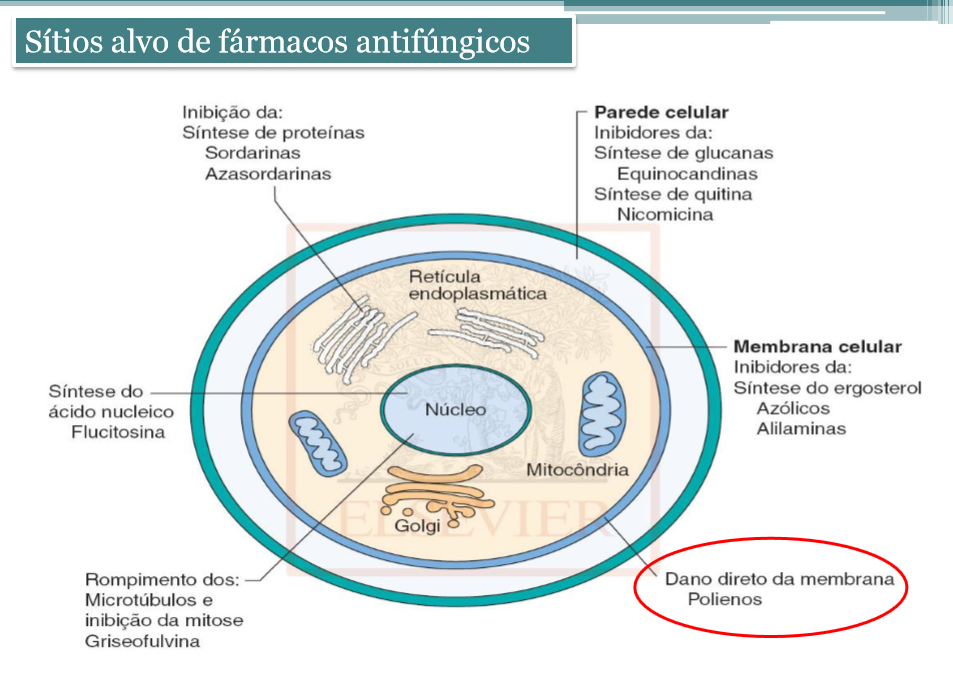 Sítios alvo de fármacos antifúngicos
Inibição da:
Síntese de proteínas
Sordarinas
Azasordarinas
Parede celular
Inibidores da:
Síntese de glucanas
Equinocandinas
Síntese de quitina
Nicomicina
Retícula
endoplasmática
Membrana celular
Inibidores da:
Síntese do ergosterol
Azólicos
Alilaminas
Síntese do
ácido nucleico
Flucitosina
Núcleo
Mitocôndria
Golgi
ELSEVIER
Rompimento dos:
Microtúbulos e
inibição da mitose
Griseofulvina
Dano direto da membrana
Polienos